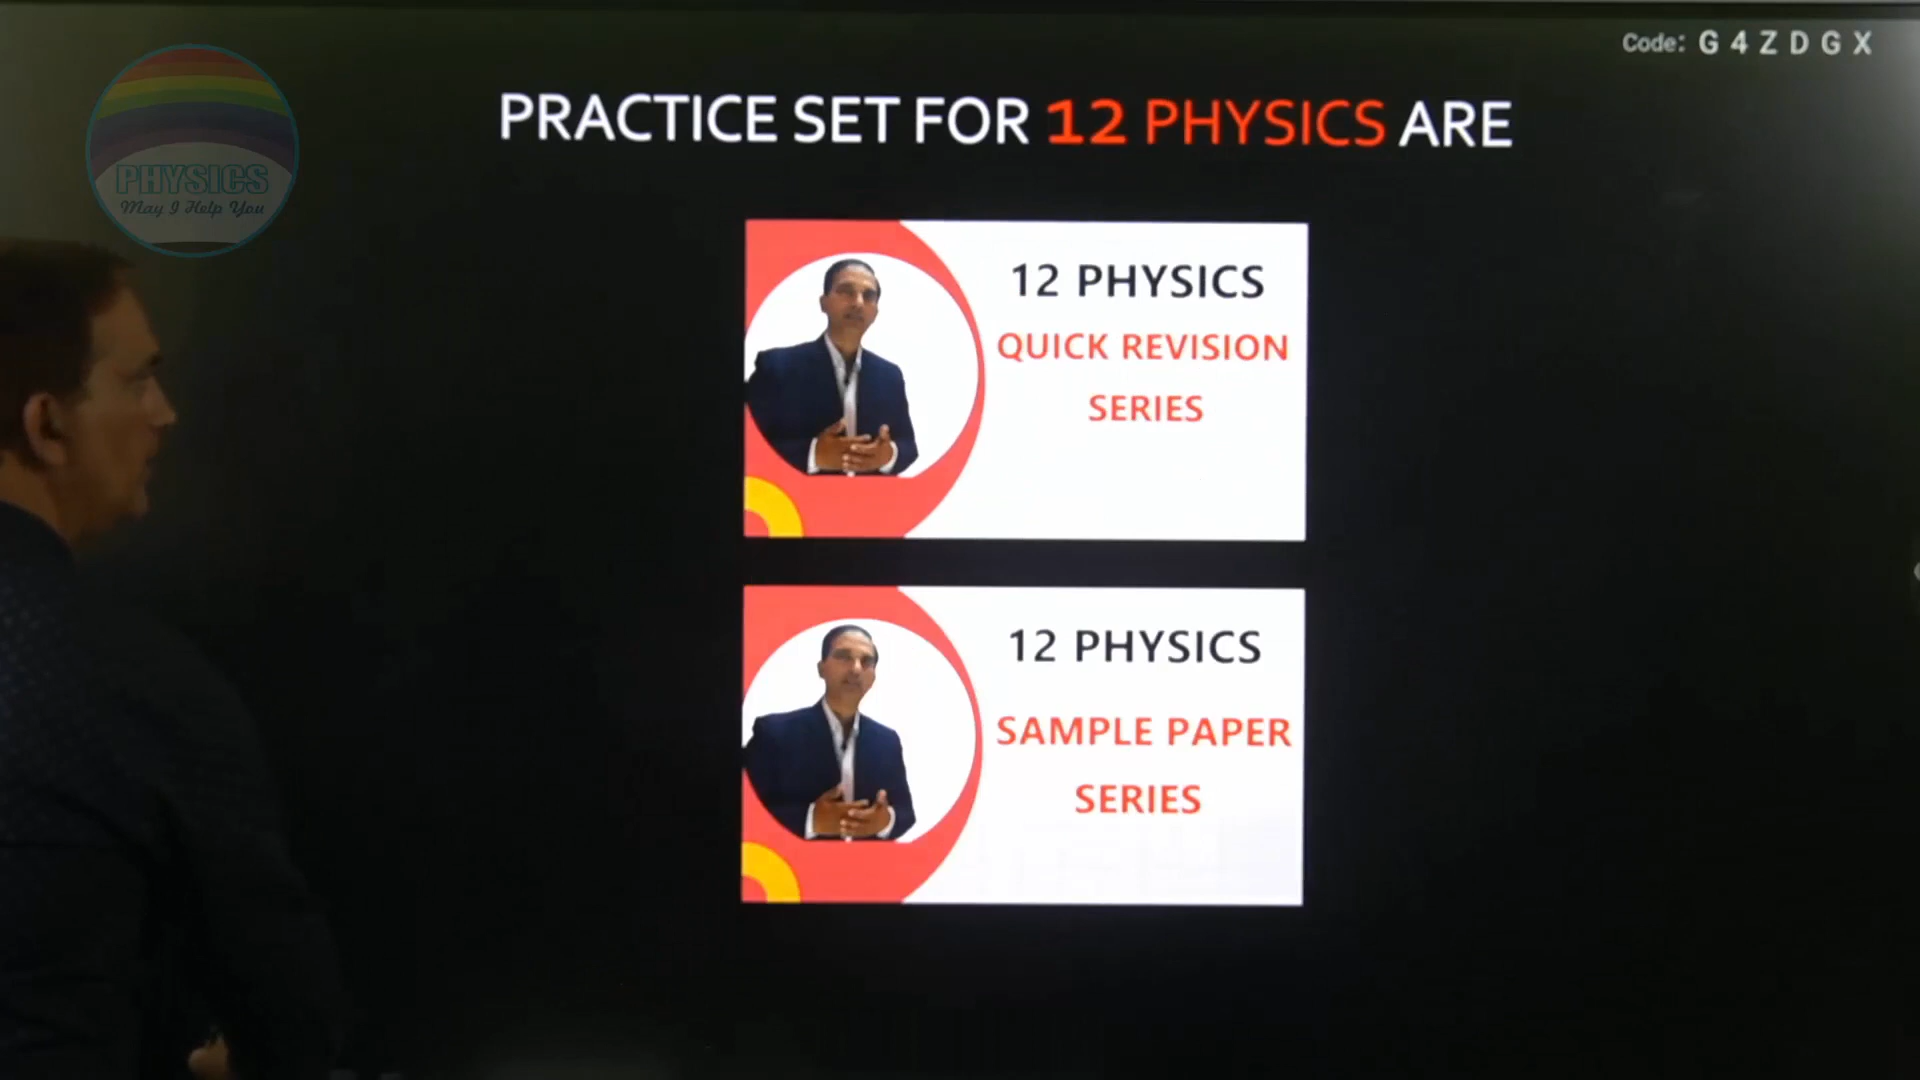 Code: G 4 Z D G X
PHYSICS
May I Help You
PRACTICE SET FOR 12 PHYSICS ARE
12 PHYSICS
QUICK REVISION
SERIES
12 PHYSICS
SAMPLE PAPER
SERIES